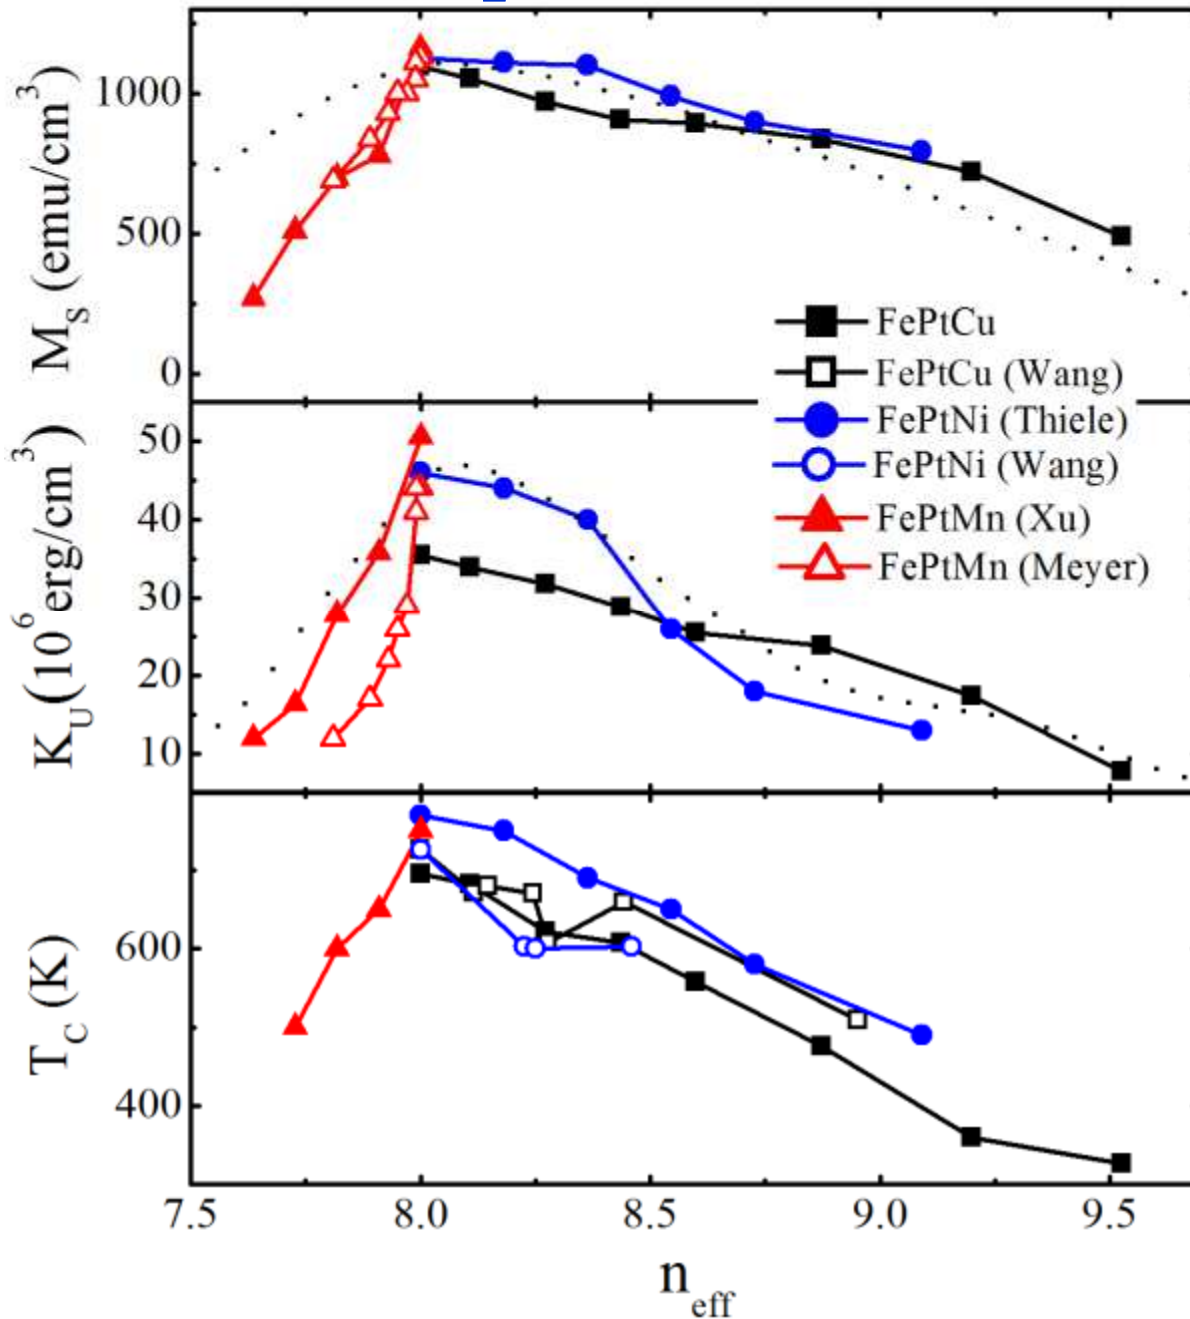 M_S (emu/cm^3)
1000
500
0
FePtCu
FePtCu (Wang)
FePtNi (Thiele)
FePtNi (Wang)
FePtMn (Xu)
FePtMn (Meyer)
K_U(10^6 erg/cm^3)
50
40
30
20
10
T_C (K)
600
400
7.5 8.0 8.5 9.0 9.5
n_eff